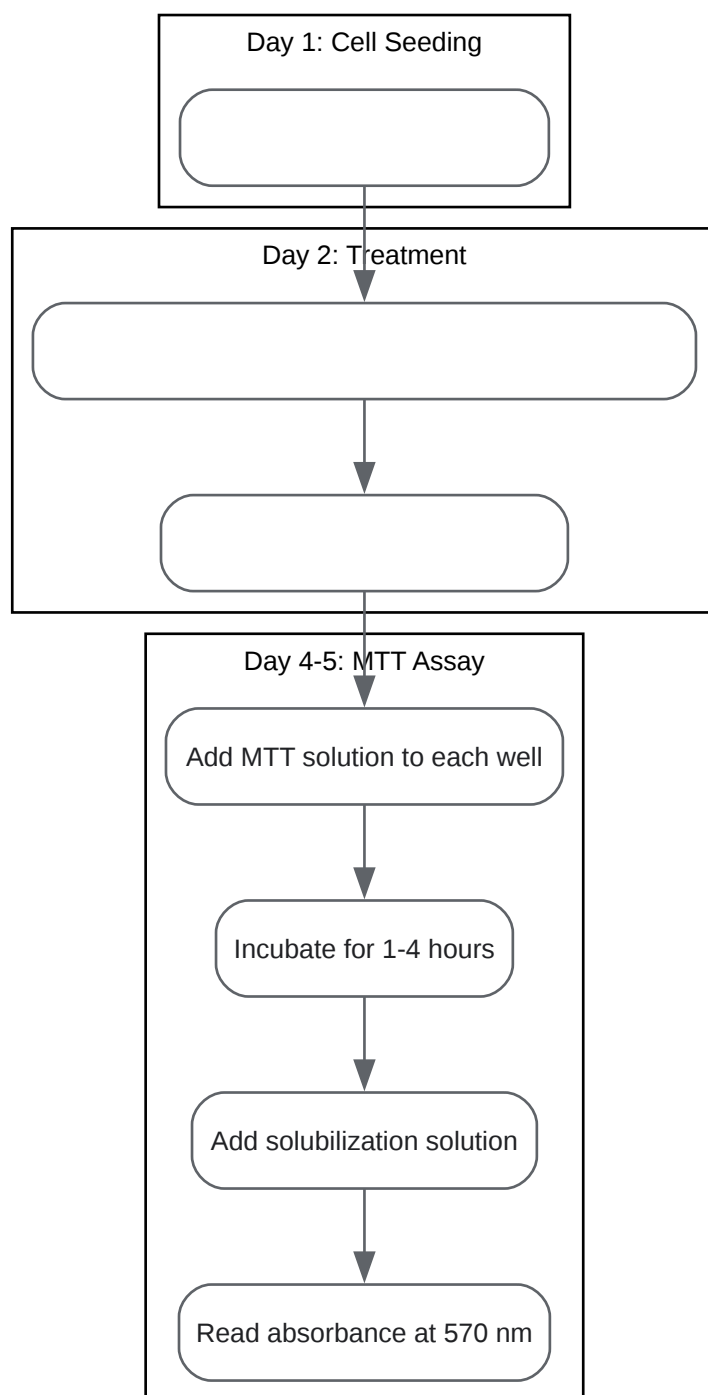 Day 1: Cell Seeding
Day 2: Treatment
Day 4-5: MTT Assay
Add MTT solution to each well
Incubate for 1-4 hours
Add solubilization solution
Read absorbance at 570 nm